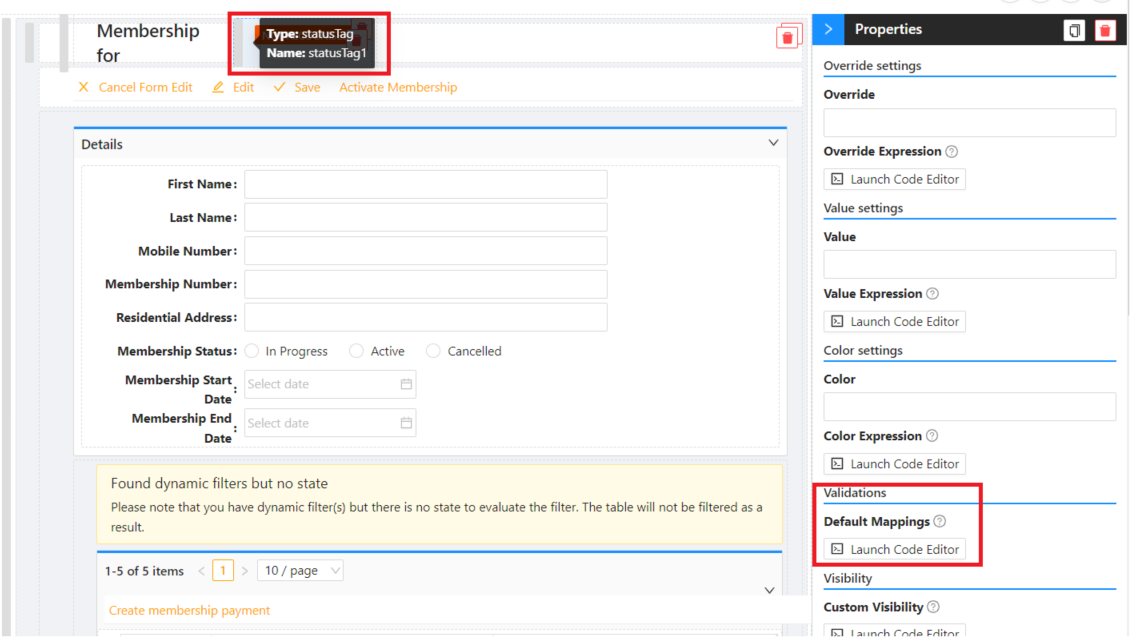 Membership
for
Type: statusTag
Name: statusTag1
Cancel Form Edit
Edit
Save
Activate Membership
Details
First Name:
Last Name:
Mobile Number:
Membership Number:
Residential Address:
Membership Status: In Progress Active Cancelled
Membership Start
Date : Select date
Membership End
Date : Select date
Found dynamic filters but no state
Please note that you have dynamic filter(s) but there is no state to evaluate the filter. The table will not be filtered as a
result.
1-5 of 5 items < 1 > 10 / page
Create membership payment
Properties
Override settings
Override
Override Expression
Launch Code Editor
Value settings
Value
Value Expression
Launch Code Editor
Color settings
Color
Color Expression
Launch Code Editor
Validations
Default Mappings
Launch Code Editor
Visibility
Custom Visibility
Launch Code Editor